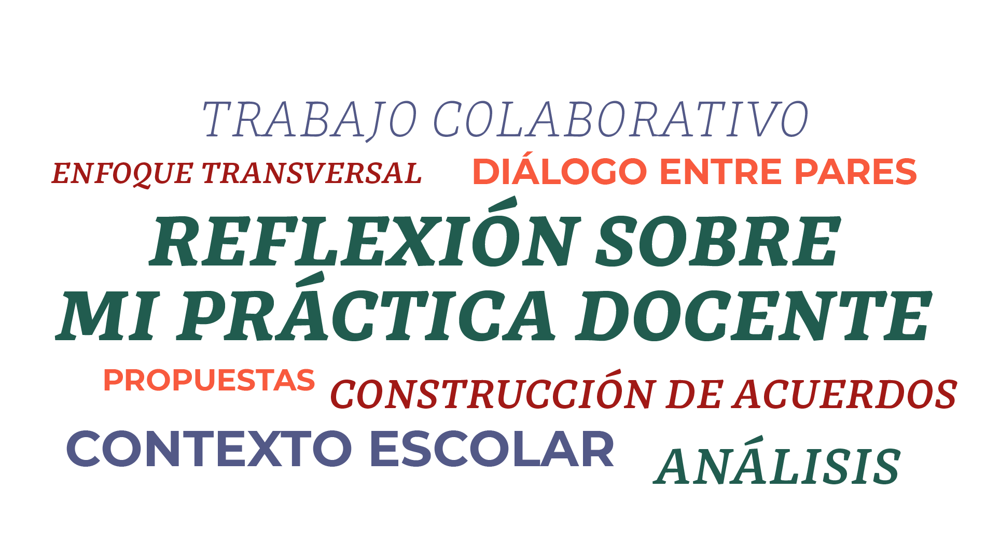 TRABAJO COLABORATIVO
ENFOQUE TRANSVERSAL
DIÁLOGO ENTRE PARES
REFLEXIÓN SOBRE
MI PRÁCTICA DOCENTE
PROPUESTAS
CONSTRUCCIÓN DE ACUERDOS
CONTEXTO ESCOLAR
ANÁLISIS